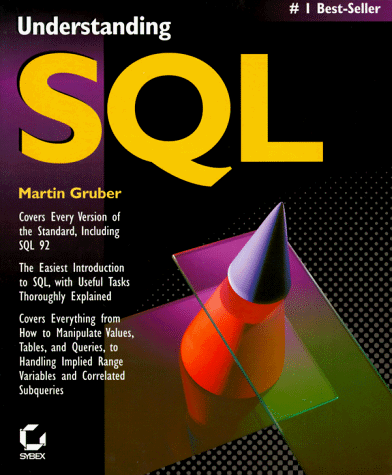 # 1 Best-Seller
Understanding
SQL
Martin Gruber
Covers Every Version of
the Standard, Including
SQL 92
The Easiest Introduction
to SQL, with Useful Tasks
Thoroughly Explained
Covers Everything from
How to Manipulate Values,
Tables, and Queries, to
Handling Implied Range
Variables and Correlated
Subqueries
SYBEX